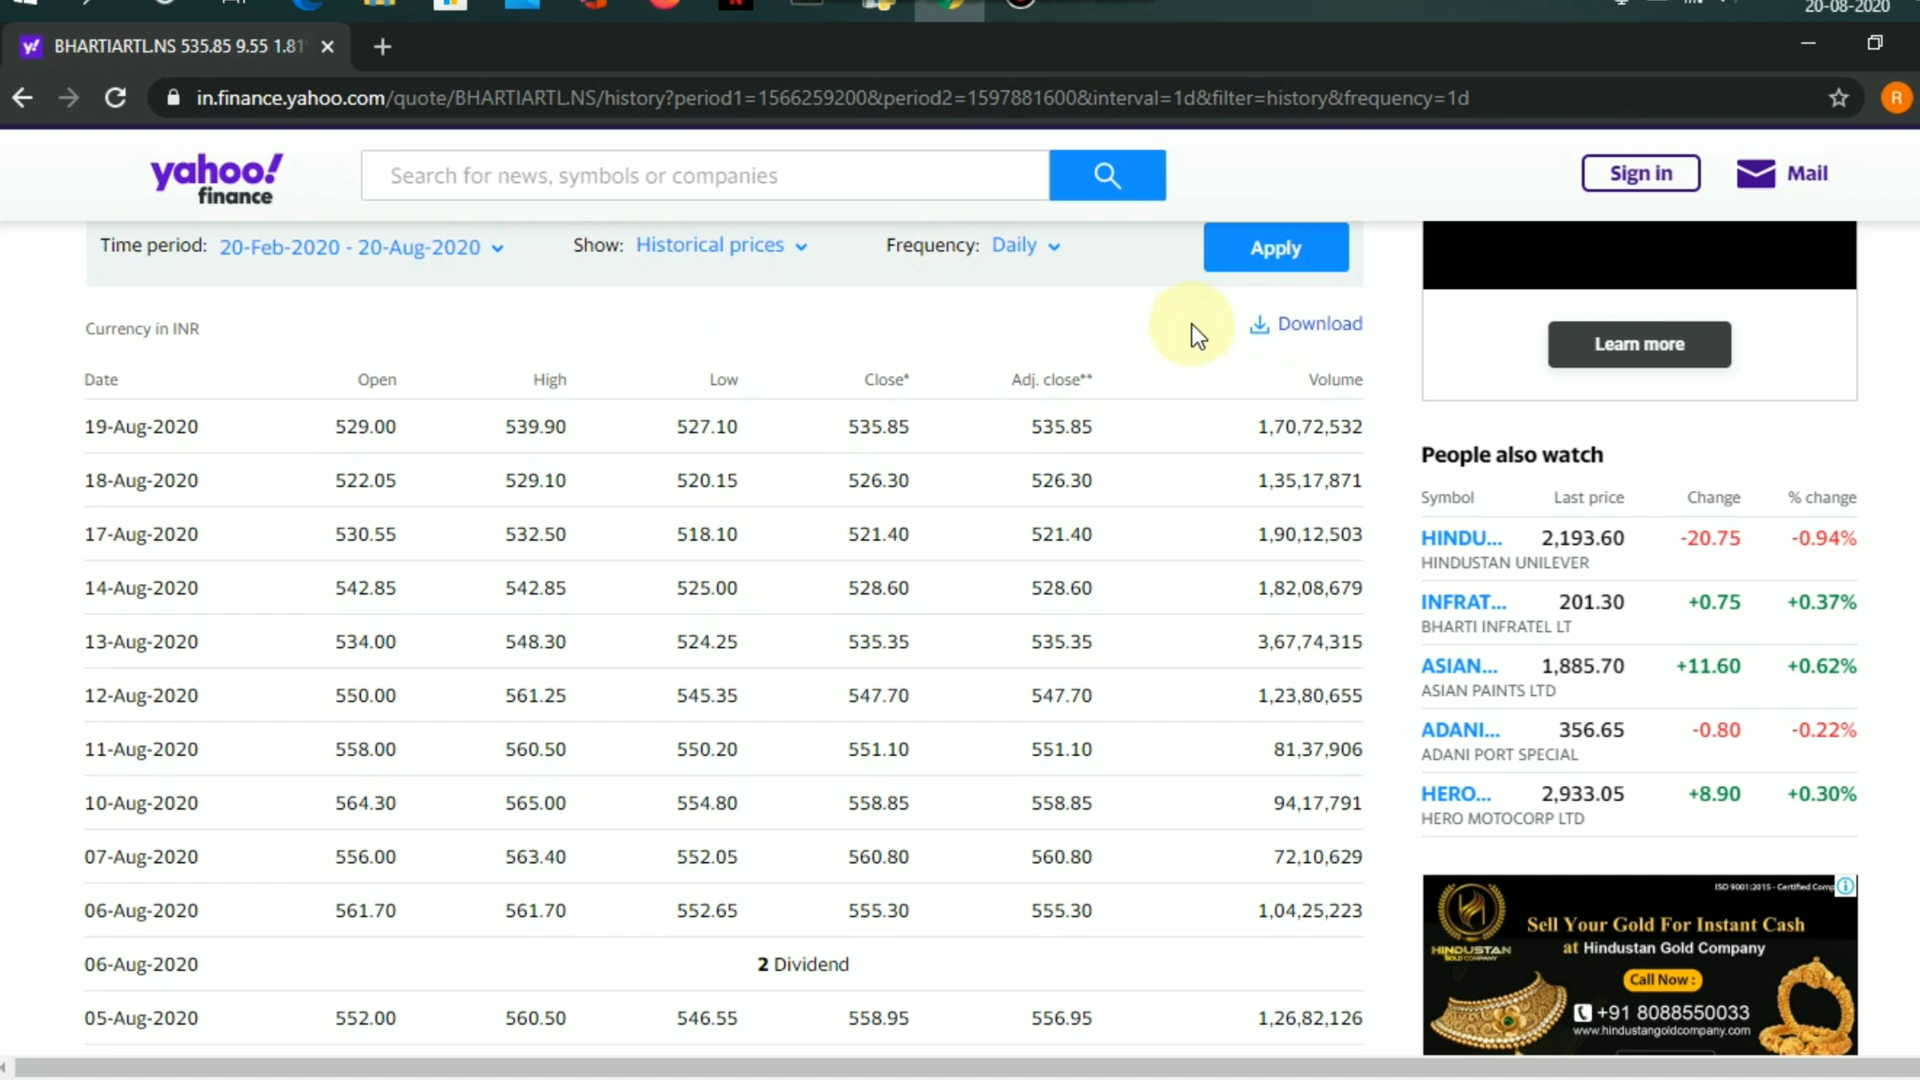 20-08-2020
BHARTIARTL.NS 535.85 9.55 1.81
in.finance.yahoo.com/quote/BHARTIARTL.NS/history?period1=1566259200&period2=1597881600&interval=1d&filter=history&frequency=1d
R
yahoo!
finance
Search for news, symbols or companies
Sign in
Mail
Time period: 20-Feb-2020 - 20-Aug-2020 Show: Historical prices Frequency: Daily Apply
Currency in INR
Download
Date Open High Low Close* Adj. close** Volume
19-Aug-2020 529.00 539.90 527.10 535.85 535.85 1,70,72,532
18-Aug-2020 522.05 529.10 520.15 526.30 526.30 1,35,17,871
17-Aug-2020 530.55 532.50 518.10 521.40 521.40 1,90,12,503
14-Aug-2020 542.85 542.85 525.00 528.60 528.60 1,82,08,679
13-Aug-2020 534.00 548.30 524.25 535.35 535.35 3,67,74,315
12-Aug-2020 550.00 561.25 545.35 547.70 547.70 1,23,80,655
11-Aug-2020 558.00 560.50 550.20 551.10 551.10 81,37,906
10-Aug-2020 564.30 565.00 554.80 558.85 558.85 94,17,791
07-Aug-2020 556.00 563.40 552.05 560.80 560.80 72,10,629
06-Aug-2020 561.70 561.70 552.65 555.30 555.30 1,04,25,223
06-Aug-2020 2 Dividend
05-Aug-2020 552.00 560.50 546.55 558.95 556.95 1,26,82,126
Learn more
People also watch
Symbol Last price Change % change
HINDU... 2,193.60 -20.75 -0.94%
HINDUSTAN UNILEVER
INFRAT... 201.30 +0.75 +0.37%
BHARTI INFRATEL LT
ASIAN... 1,885.70 +11.60 +0.62%
ASIAN PAINTS LTD
ADANI... 356.65 -0.80 -0.22%
ADANI PORT SPECIAL
HERO... 2,933.05 +8.90 +0.30%
HERO MOTOCORP LTD
ISO 9001:2015 - Certified Comp
Sell Your Gold For Instant Cash
at Hindustan Gold Company
HINDUSTAN
GOLD COMPANY
Call Now :
+91 8088550033
www.hindustangoldcompany.com